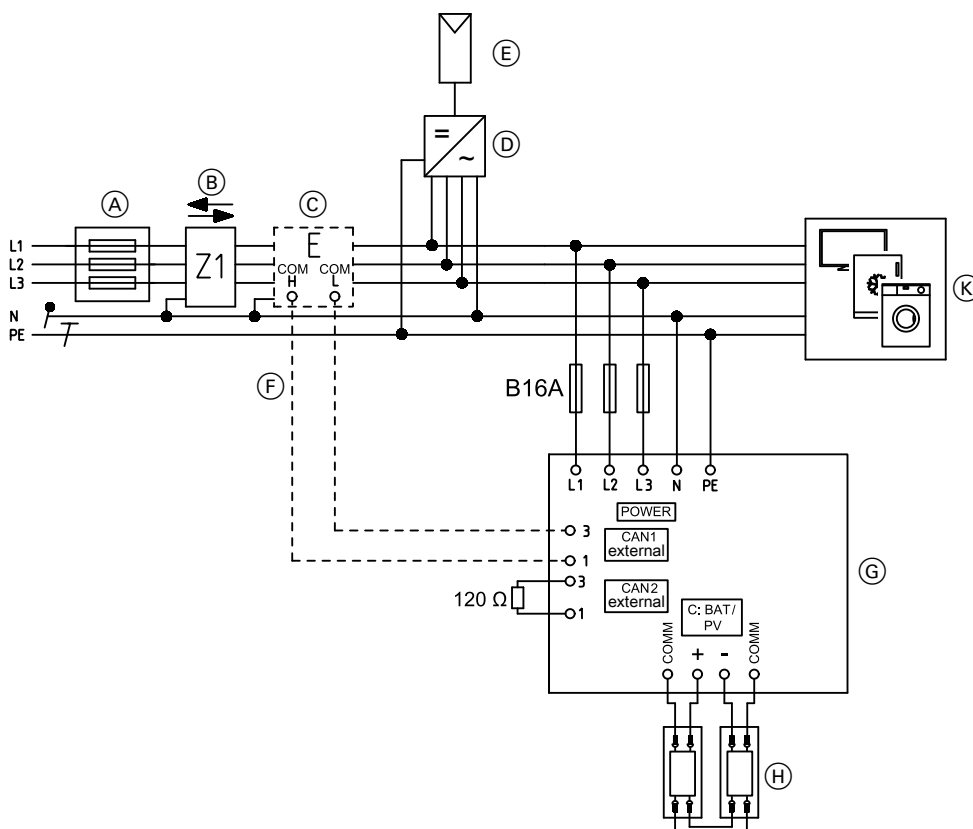 E
=
~
D
A
B
C
L1
L2
L3
N
PE
Z1
E
COM
H
COM
L
K
F
B16A
L1
L2
L3
N
PE
POWER
3
CAN1
external
1
G
3
CAN2
external
120 Ω
1
C: BAT/
PV
COMM
+
-
COMM
H